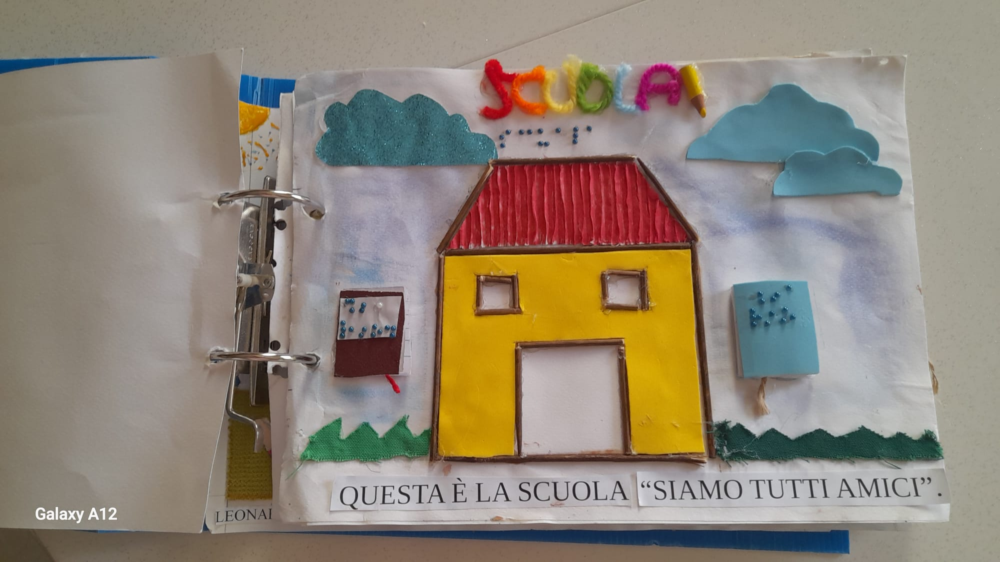 SCUOLA
QUESTA È LA SCUOLA “SIAMO TUTTI AMICI”.
LEONA
Galaxy A12